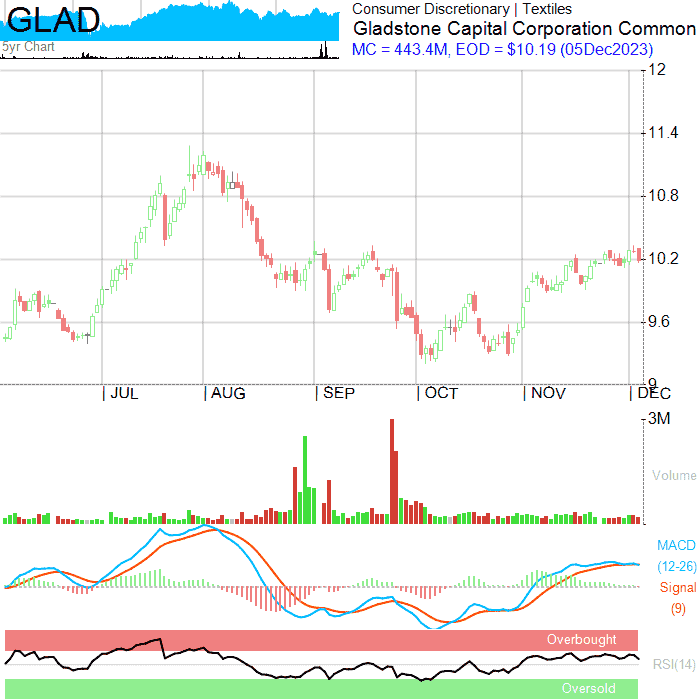 GLAD
5yr Chart
Consumer Discretionary | Textiles
Gladstone Capital Corporation Common
MC = 443.4M, EOD = $10.19 (05Dec2023)
12
11.4
10.8
10.2
9.6
9
| JUL | AUG | SEP | OCT | NOV | DEC
3M
Volume
MACD
(12-26)
Signal
(9)
Overbought
RSI(14)
Oversold